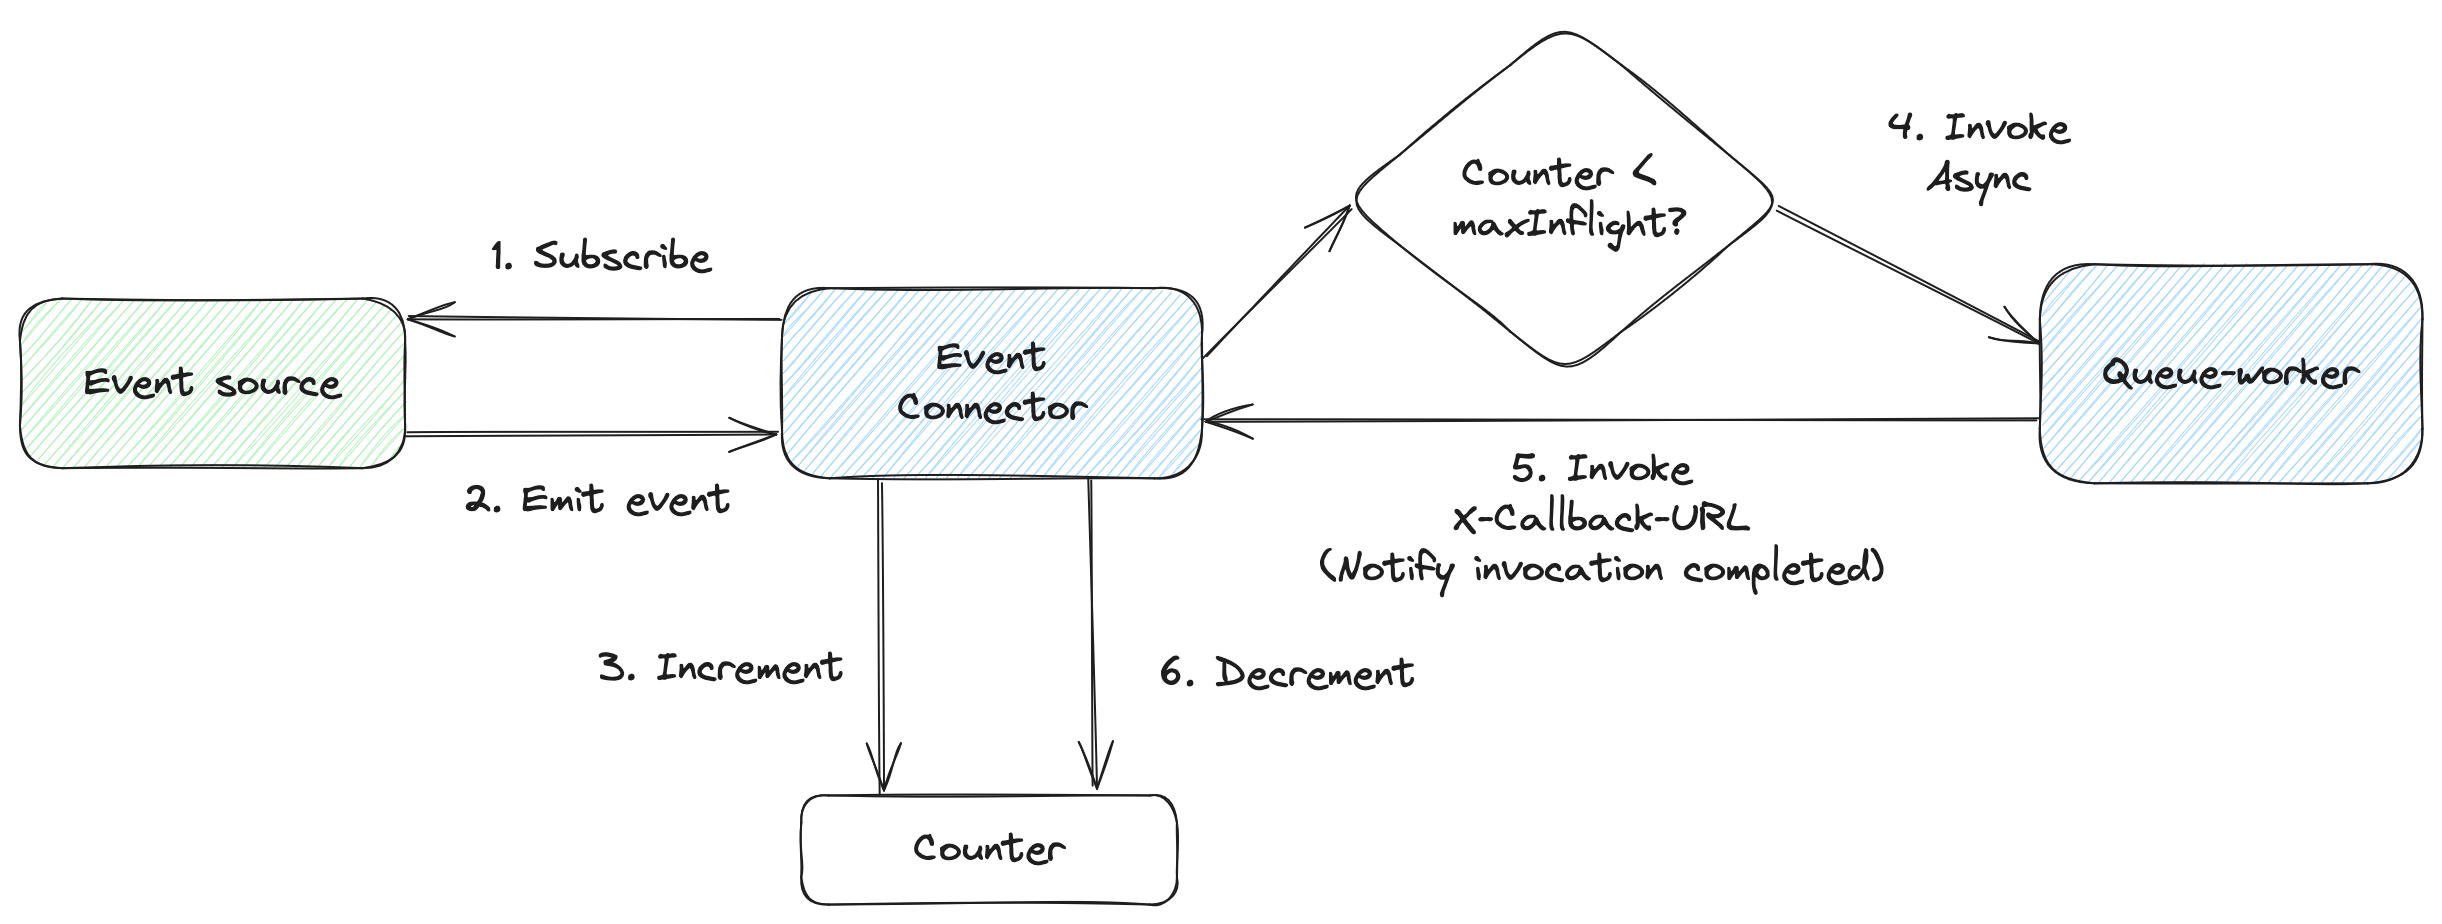 1. Subscribe
Event source
2. Emit event
Event
Connector
Counter <
maxInflight?
4. Invoke
Async
Queue-worker
5. Invoke
X-Callback-URL
(Notify invocation completed)
3. Increment
6. Decrement
Counter